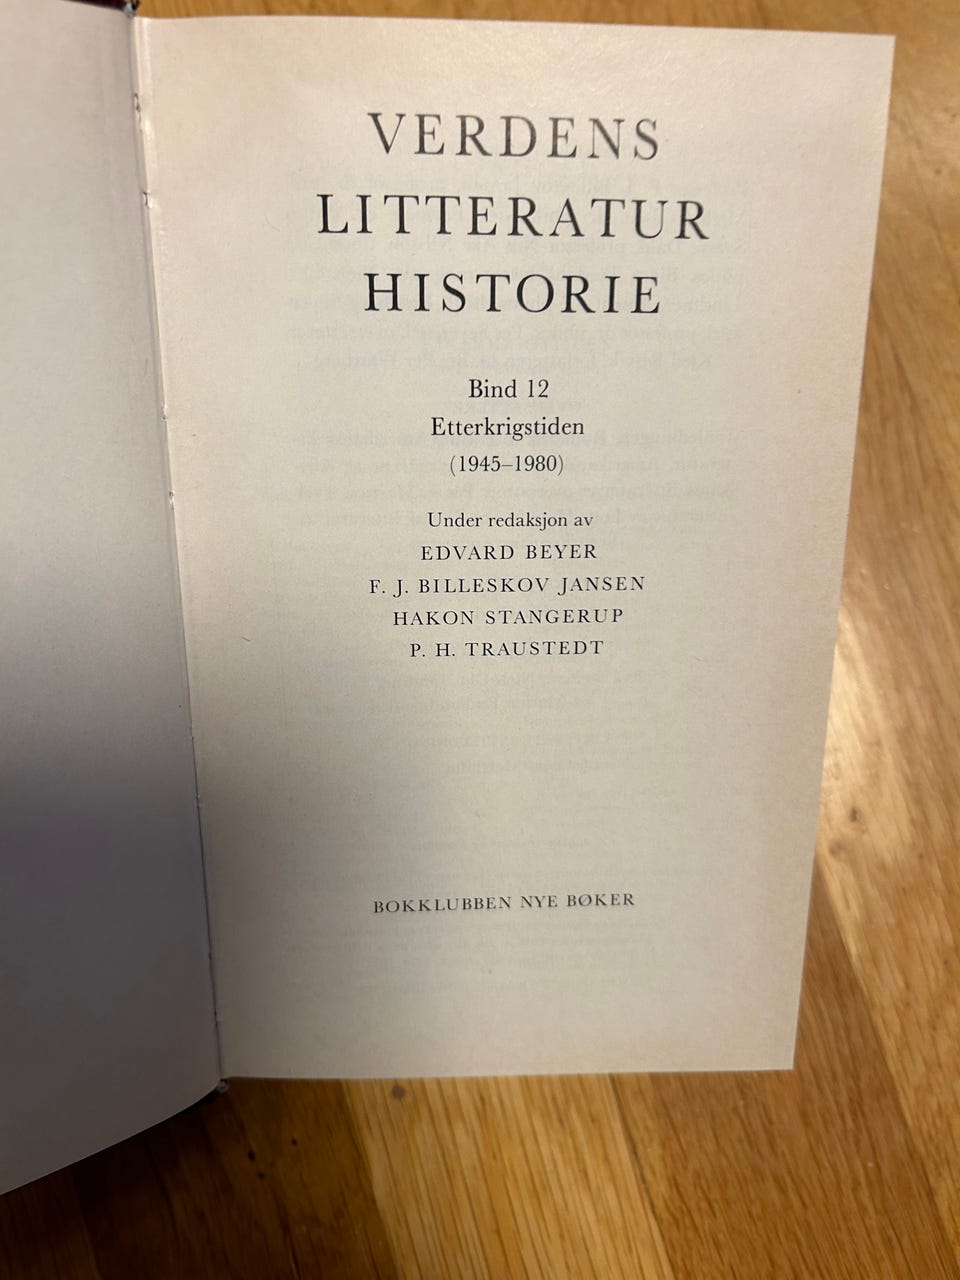 VERDENS
LITTERATUR
HISTORIE
Bind 12
Etterkrigstiden
(1945–1980)
Under redaksjon av
EDVARD BEYER
F. J. BILLESKOV JANSEN
HAKON STANGERUP
P. H. TRAUSTEDT
BOKKLUBBEN NYE BØKER